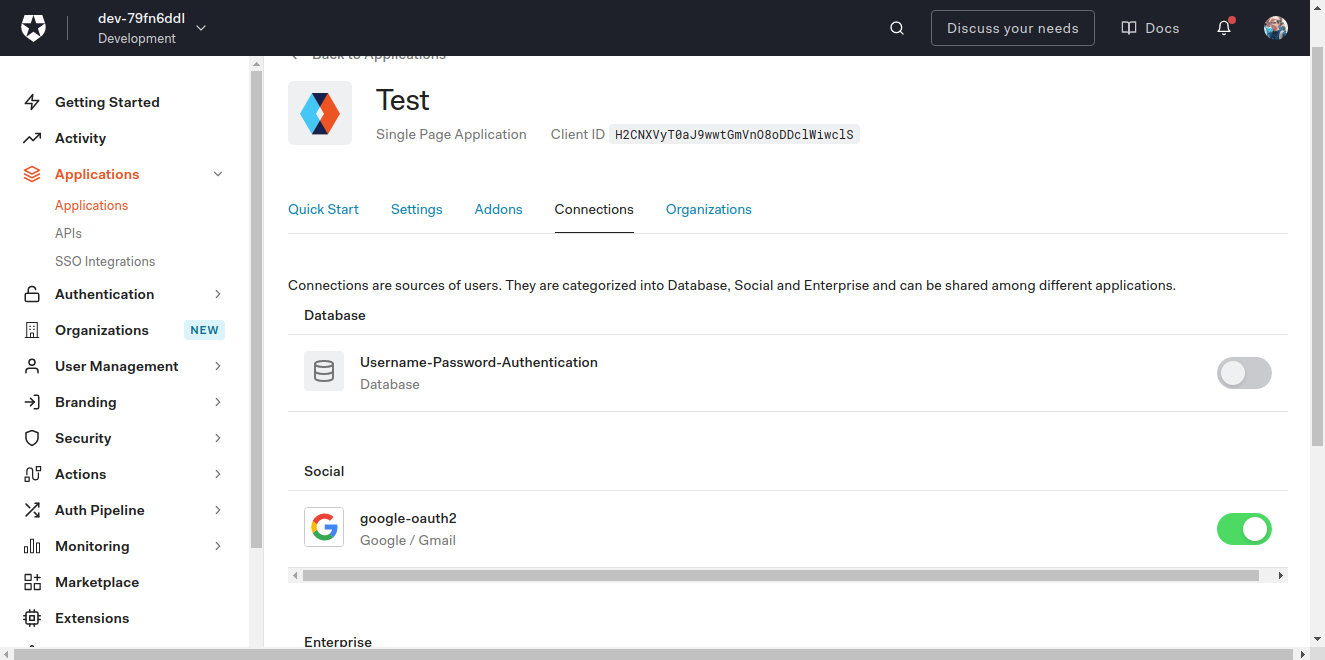 dev-79fn6ddl
Development
Discuss your needs
Docs
Getting Started
Activity
Applications
Applications
APIs
SSO Integrations
Authentication
Organizations NEW
User Management
Branding
Security
Actions
Auth Pipeline
Monitoring
Marketplace
Extensions
Back to Applications
Test
Single Page Application Client ID H2CNXVyT0aJ9wwtGmVnO8oDDclWiwclS
Quick Start Settings Addons Connections Organizations
Connections are sources of users. They are categorized into Database, Social and Enterprise and can be shared among different applications.
Database
Username-Password-Authentication
Database
Social
google-oauth2
Google / Gmail
Enterprise